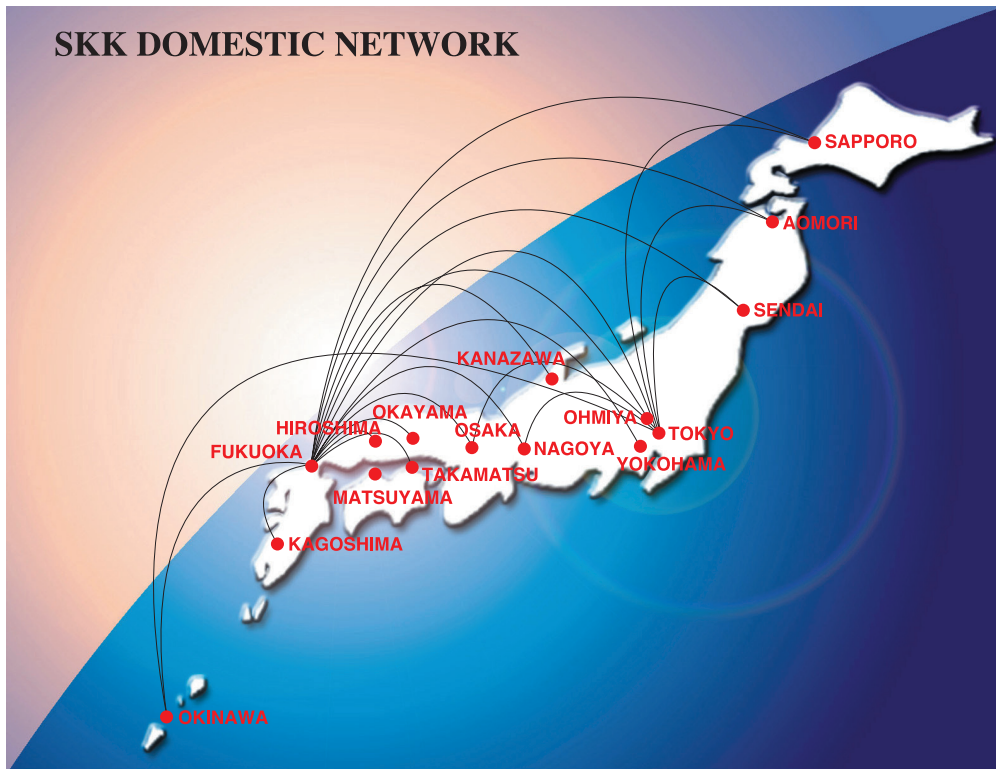 SKK DOMESTIC NETWORK
SAPPORO
AOMORI
SENDAI
KANAZAWA
OKAYAMA
OHMIYA
HIROSHIMA
OSAKA
TOKYO
FUKUOKA
NAGOYA
YOKOHAMA
TAKAMATSU
MATSUYAMA
KAGOSHIMA
OKINAWA